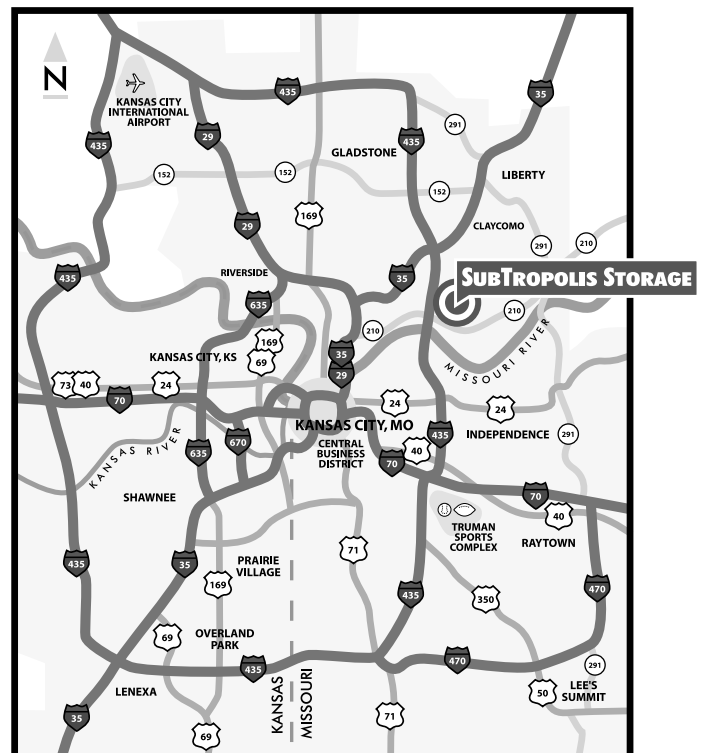 N
KANSAS CITY
INTERNATIONAL
AIRPORT
435
35
291
435
29
435
GLADSTONE
LIBERTY
152
152
152
169
29
CLAYCOMO
291
210
435
RIVERSIDE
35
SUBTROPOLIS STORAGE
635
210
210
169
35
MISSOURI RIVER
KANSAS CITY, KS
69
29
73
40
24
70
24
24
KANSAS CITY, MO
CENTRAL
BUSINESS
DISTRICT
435
INDEPENDENCE
291
KANSAS RIVER
670
635
40
70
SHAWNEE
70
TRUMAN
SPORTS
COMPLEX
40
RAYTOWN
71
435
35
PRAIRIE
VILLAGE
169
435
350
470
69
OVERLAND
PARK
435
470
291
KANSAS
MISSOURI
LENEXA
LEE'S
SUMMIT
50
35
69
71